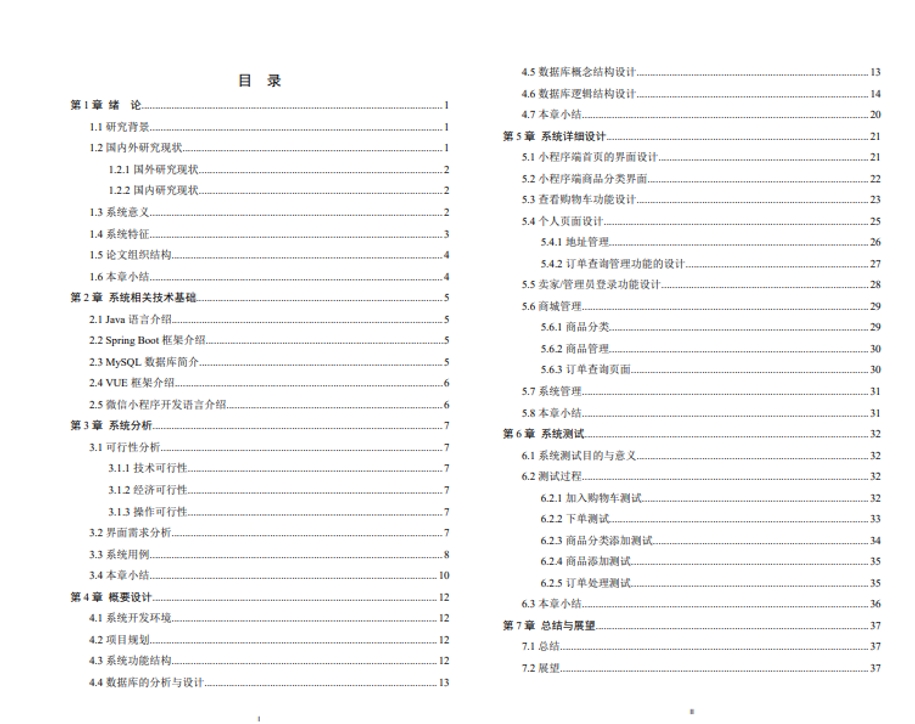 目 录
第 1 章 绪 论 1
1.1 研究背景 1
1.2 国内外研究现状 1
1.2.1 国外研究现状 2
1.2.2 国内研究现状 2
1.3 系统意义 2
1.4 系统特征 3
1.5 论文组织结构 4
1.6 本章小结 4
第 2 章 系统相关技术基础 5
2.1 Java 语言介绍 5
2.2 Spring Boot 框架介绍 5
2.3 MySQL 数据库简介 5
2.4 VUE 框架介绍 6
2.5 微信小程序开发语言介绍 6
第 3 章 系统分析 7
3.1 可行性分析 7
3.1.1 技术可行性 7
3.1.2 经济可行性 7
3.1.3 操作可行性 7
3.2 界面需求分析 7
3.3 系统用例 8
3.4 本章小结 10
第 4 章 概要设计 12
4.1 系统开发环境 12
4.2 项目规划 12
4.3 系统功能结构 12
4.4 数据库的分析与设计 13
I
4.5 数据库概念结构设计 13
4.6 数据库逻辑结构设计 14
4.7 本章小结 20
第 5 章 系统详细设计 21
5.1 小程序端首页的界面设计 21
5.2 小程序端商品分类界面 22
5.3 查看购物车功能设计 23
5.4 个人页面设计 25
5.4.1 地址管理 26
5.4.2 订单查询管理功能的设计 27
5.5 卖家/管理员登录功能设计 28
5.6 商城管理 29
5.6.1 商品分类 29
5.6.2 商品管理 30
5.6.3 订单查询页面 30
5.7 系统管理 31
5.8 本章小结 31
第 6 章 系统测试 32
6.1 系统测试目的与意义 32
6.2 测试过程 32
6.2.1 加入购物车测试 32
6.2.2 下单测试 33
6.2.3 商品分类添加测试 34
6.2.4 商品添加测试 35
6.2.5 订单处理测试 35
6.3 本章小结 36
第 7 章 总结与展望 37
7.1 总结 37
7.2 展望 37
II